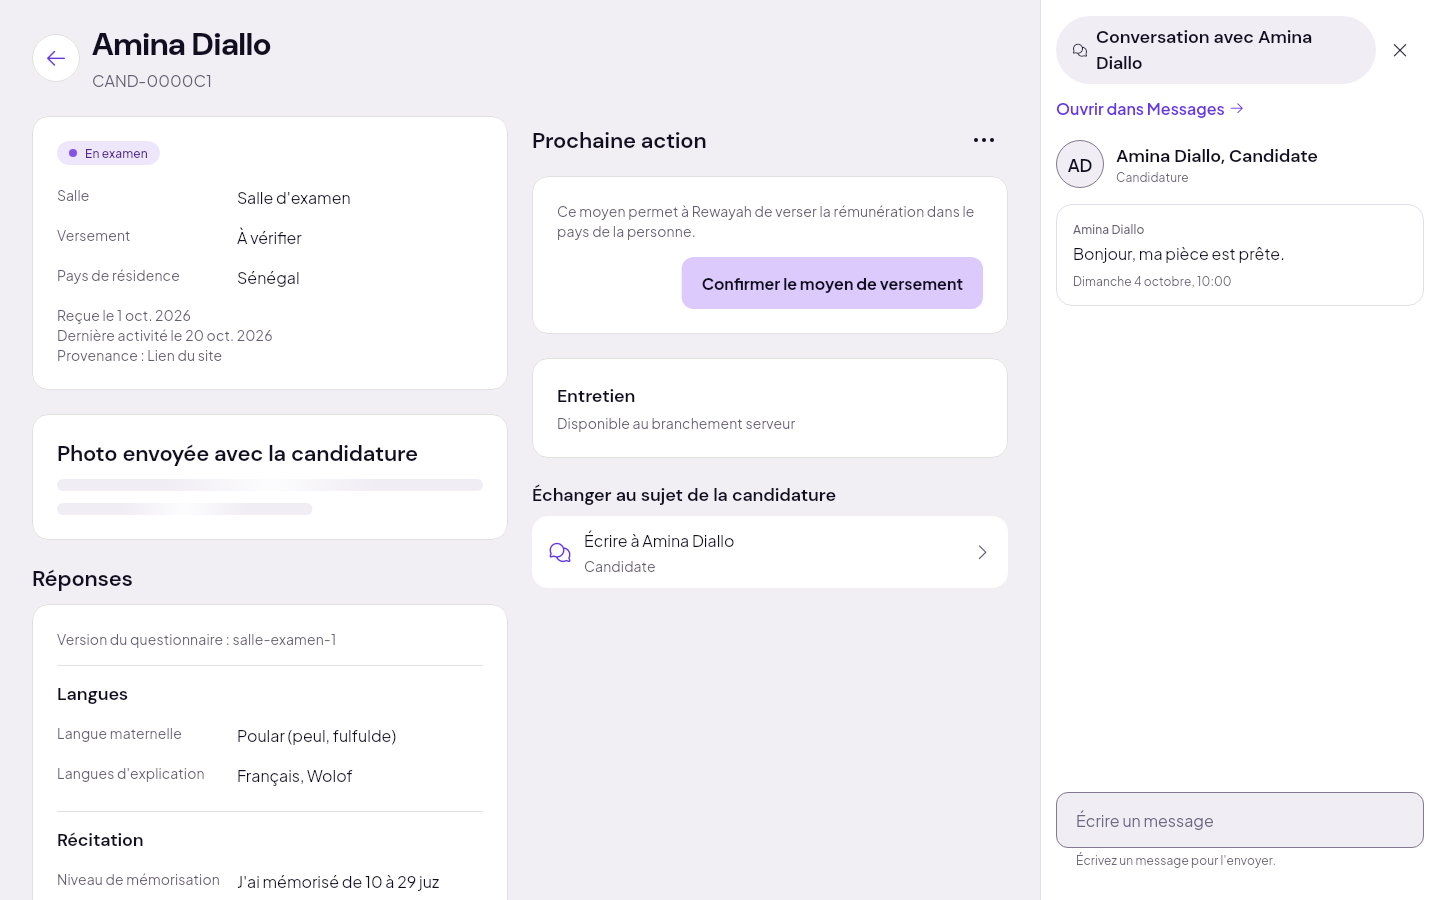 Amina Diallo
CAND-0000C1
En examen
Salle
Salle d'examen
Versement
À vérifier
Pays de résidence
Sénégal
Reçue le 1 oct. 2026
Dernière activité le 20 oct. 2026
Provenance : Lien du site
Photo envoyée avec la candidature
Réponses
Version du questionnaire : salle-examen-1
Langues
Langue maternelle
Poular (peul, fulfulde)
Langues d'explication
Français, Wolof
Récitation
Niveau de mémorisation
J'ai mémorisé de 10 à 29 juz
Prochaine action
Ce moyen permet à Rewayah de verser la rémunération dans le
pays de la personne.
Confirmer le moyen de versement
Entretien
Disponible au branchement serveur
Échanger au sujet de la candidature
Écrire à Amina Diallo
Candidate
Conversation avec Amina
Diallo
Ouvrir dans Messages
AD
Amina Diallo, Candidate
Candidature
Amina Diallo
Bonjour, ma pièce est prête.
Dimanche 4 octobre, 10:00
Écrire un message
Écrivez un message pour l'envoyer.